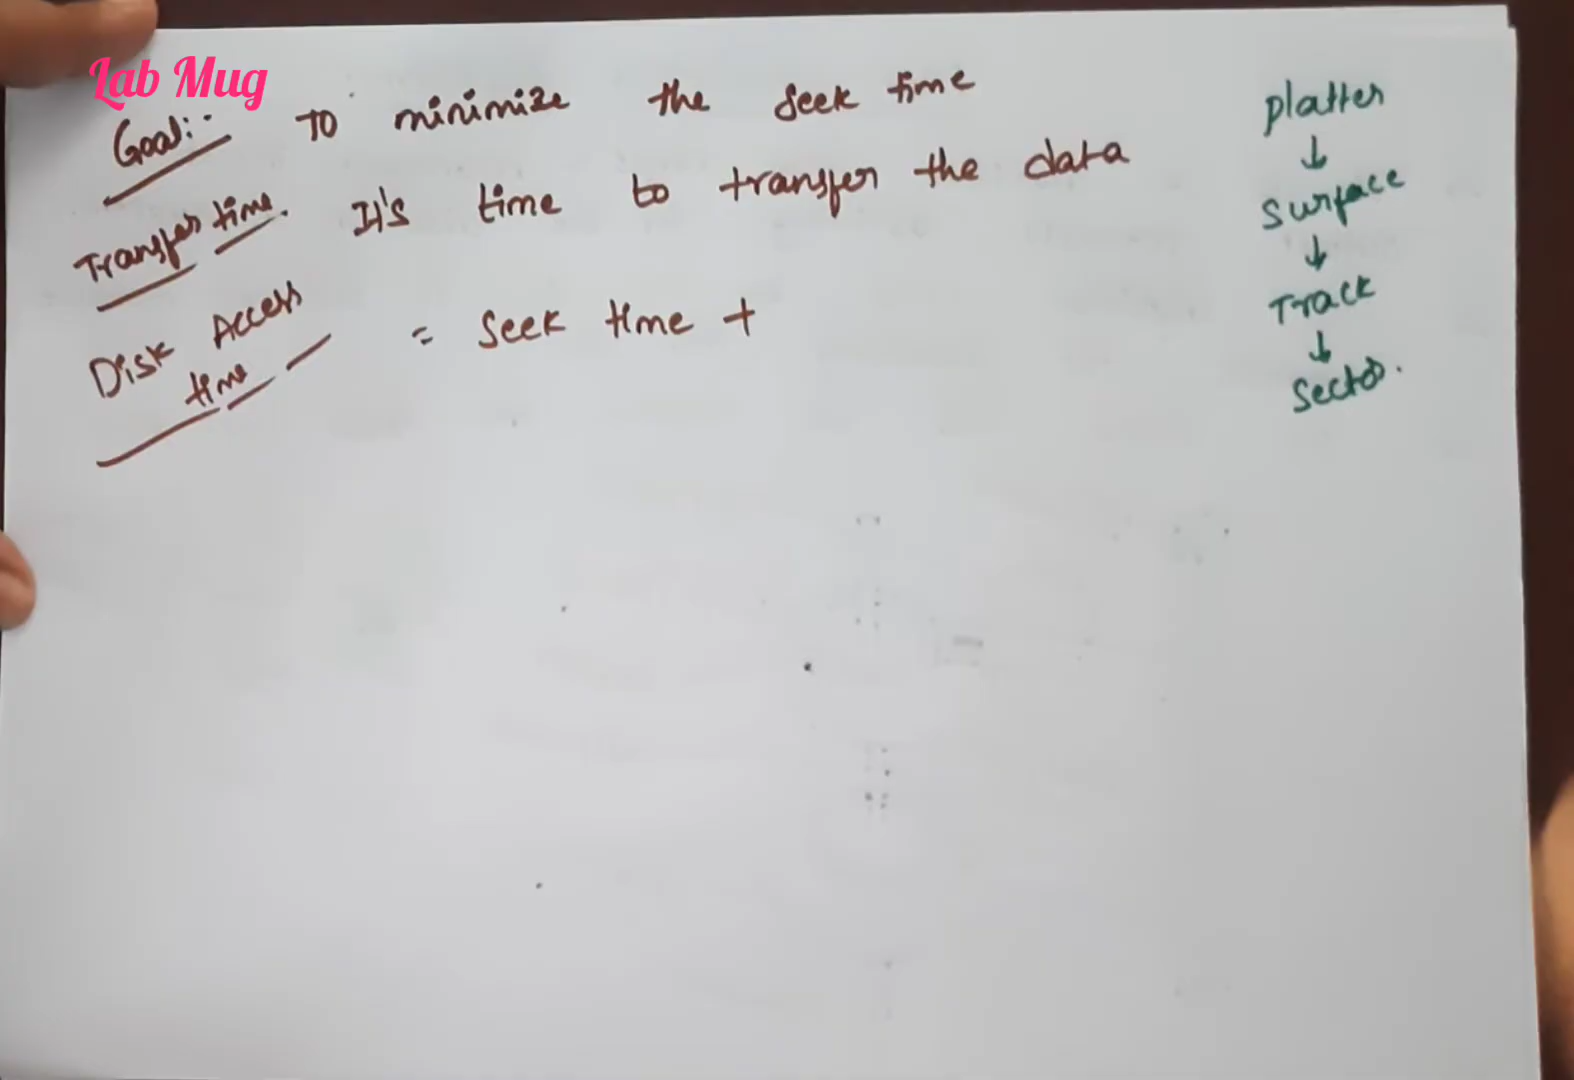 Lab Mug
Goal:- To minimize the seek time
Transfer time. It's time to transfer the data
Disk Access time = Seek time +
platter
↓
surface
↓
Track
↓
Sector.